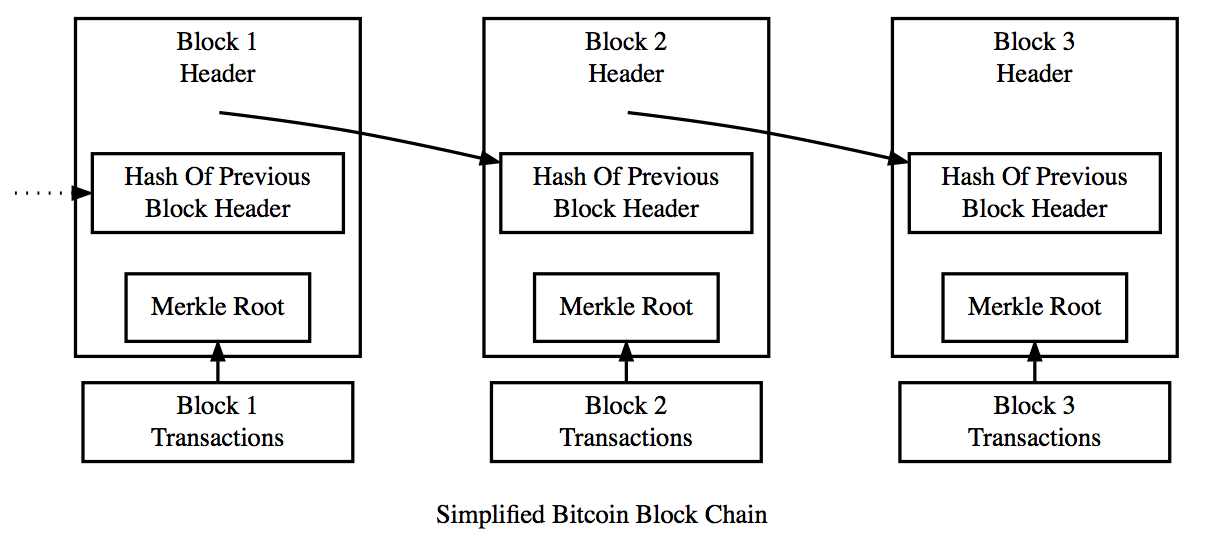 Block 1
Header
Hash Of Previous
Block Header
Merkle Root
Block 1
Transactions
Block 2
Header
Hash Of Previous
Block Header
Merkle Root
Block 2
Transactions
Block 3
Header
Hash Of Previous
Block Header
Merkle Root
Block 3
Transactions
Simplified Bitcoin Block Chain